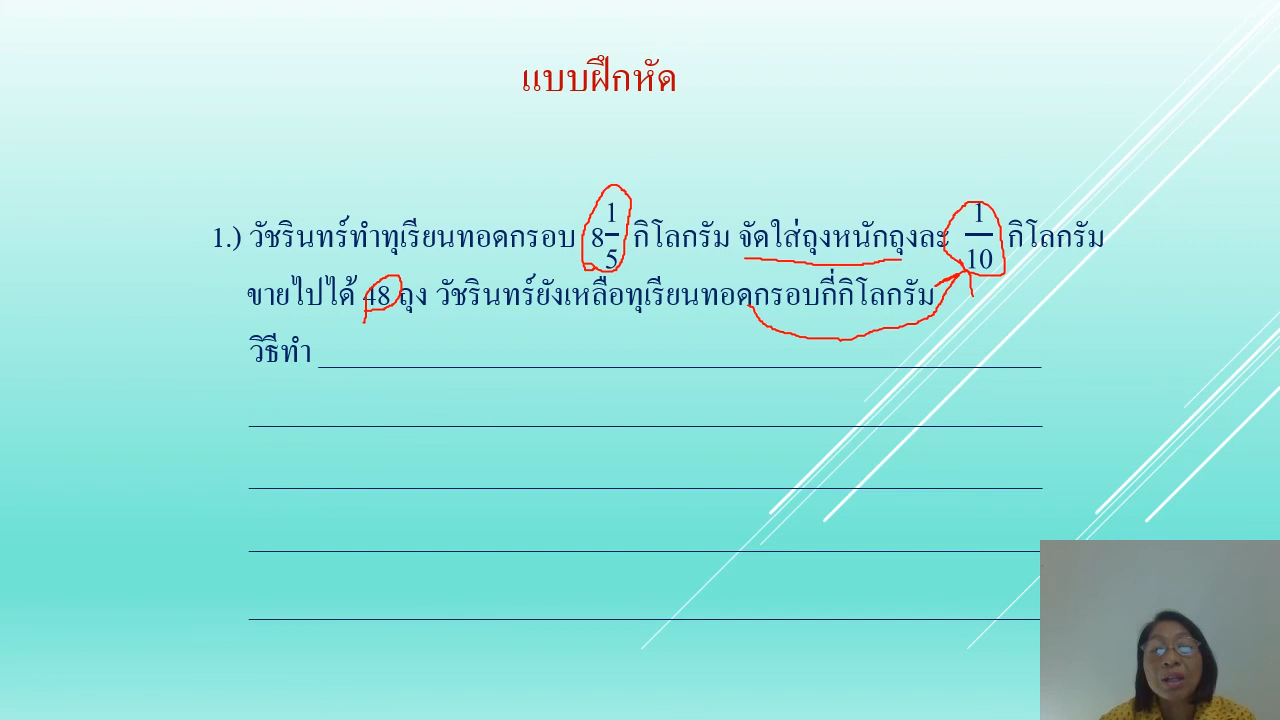 แบบฝึกหัด
1.) วัชรินทร์ทำทุเรียนทอดกรอบ 8 1/5 กิโลกรัม จัดใส่ถุงหนักถุงละ 1/10 กิโลกรัม
ขายไปได้ 48 ถุง วัชรินทร์ยังเหลือทุเรียนทอดกรอบกี่กิโลกรัม
วิธีทำ